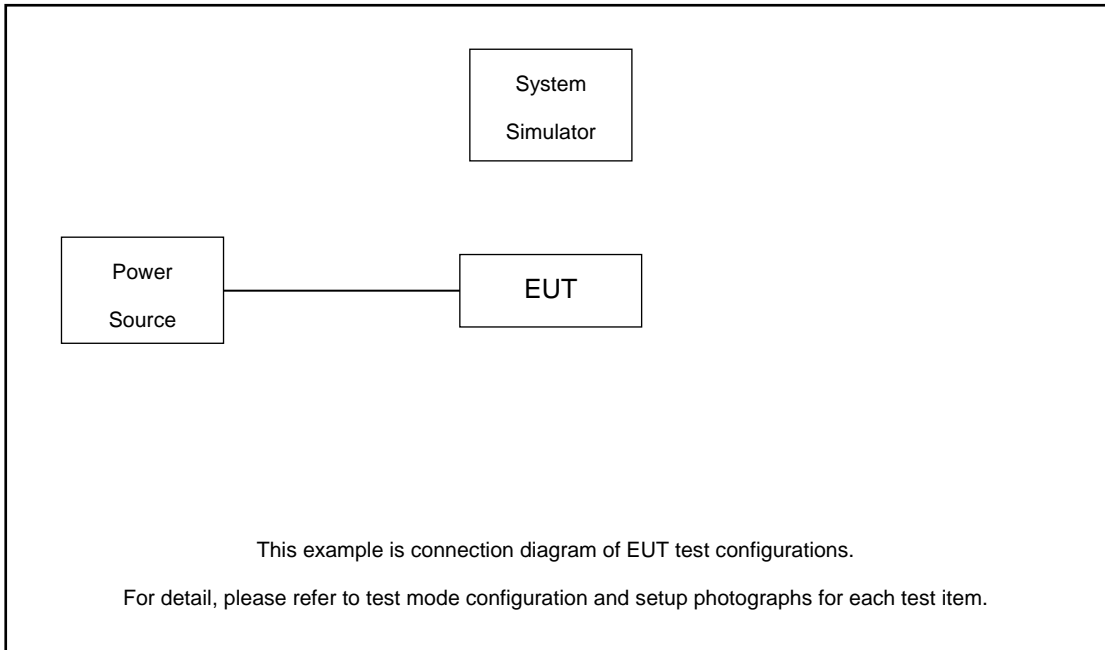 System
Simulator
Power
Source
EUT
This example is connection diagram of EUT test configurations.
For detail, please refer to test mode configuration and setup photographs for each test item.